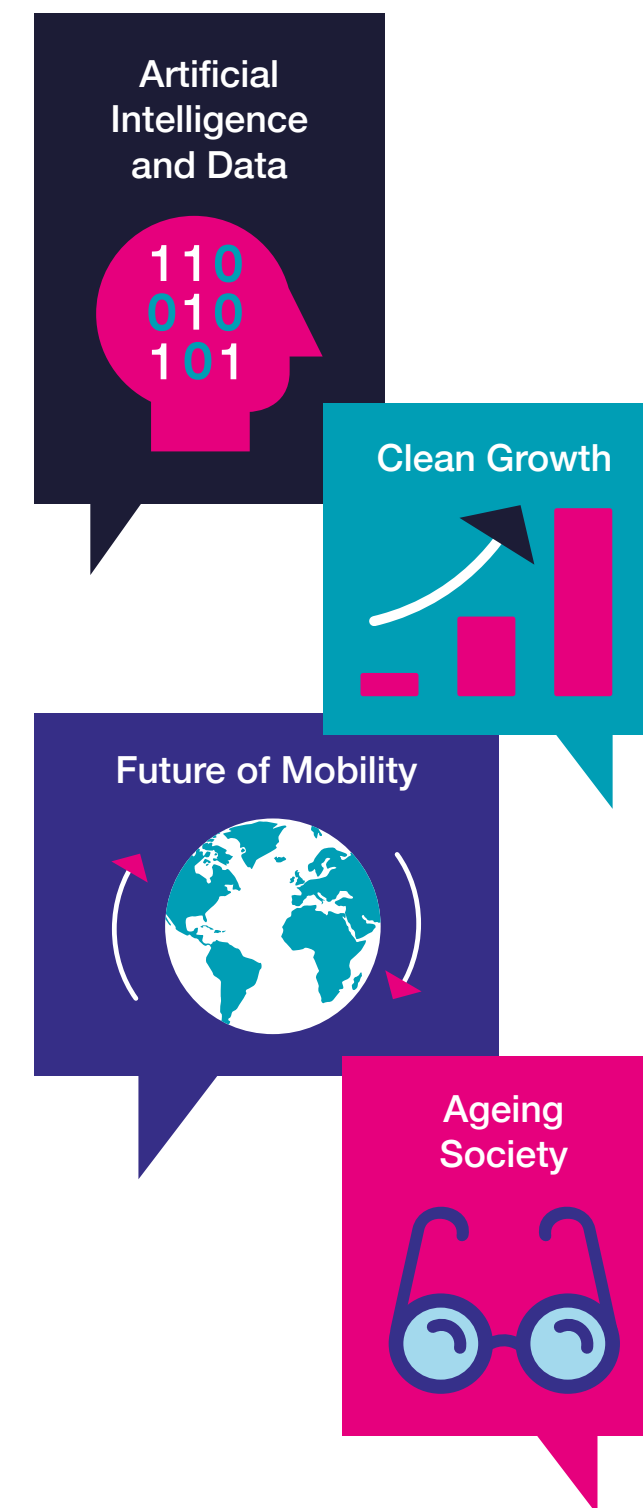 Artificial
Intelligence
and Data
110
010
101
Clean Growth
Future of Mobility
Ageing
Society